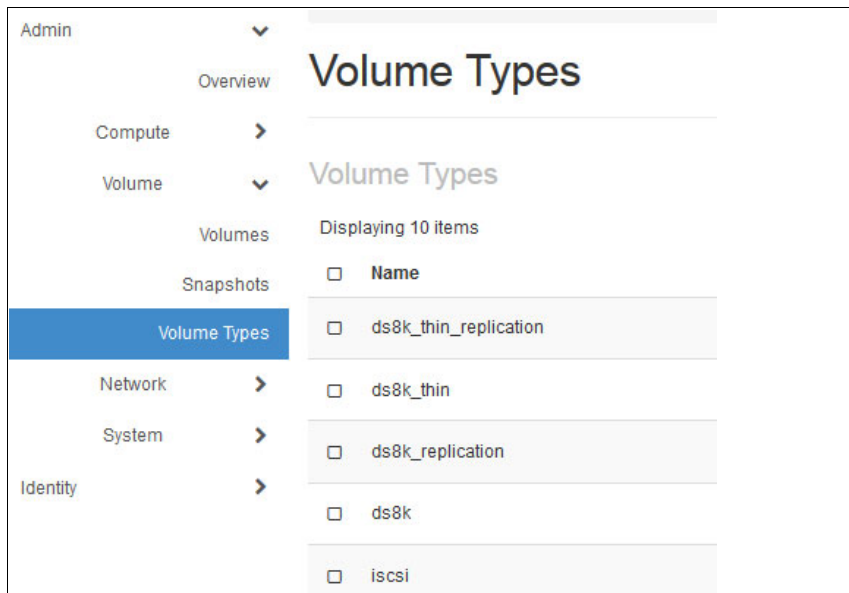 Admin
Overview
Compute
Volume
Volumes
Snapshots
Volume Types
Network
System
Identity
Volume Types
Volume Types
Displaying 10 items
Name
ds8k_thin_replication
ds8k_thin
ds8k_replication
ds8k
iscsi